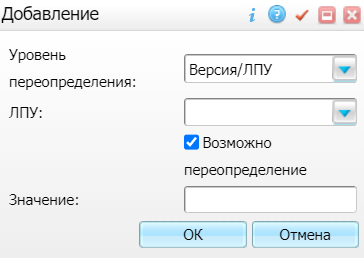 Добавление
Уровень
переопределения:
Версия/ЛПУ
ЛПУ:
Возможно
переопределение
Значение:
ОК
Отмена